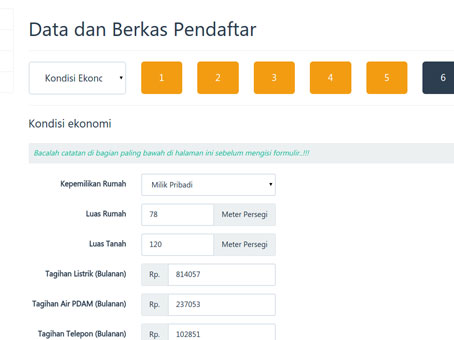 Data dan Berkas Pendaftar
Kondisi Ekonc 1 2 3 4 5 6
Kondisi ekonomi
Bacalah catatan di bagian paling bawah di halaman ini sebelum mengisi formulir..!!!
Kepemilikan Rumah Milik Pribadi
Luas Rumah 78 Meter Persegi
Luas Tanah 120 Meter Persegi
Tagihan Listrik (Bulanan) Rp. 814057
Tagihan Air PDAM (Bulanan) Rp. 237053
Tagihan Telepon (Bulanan) Rp. 102851